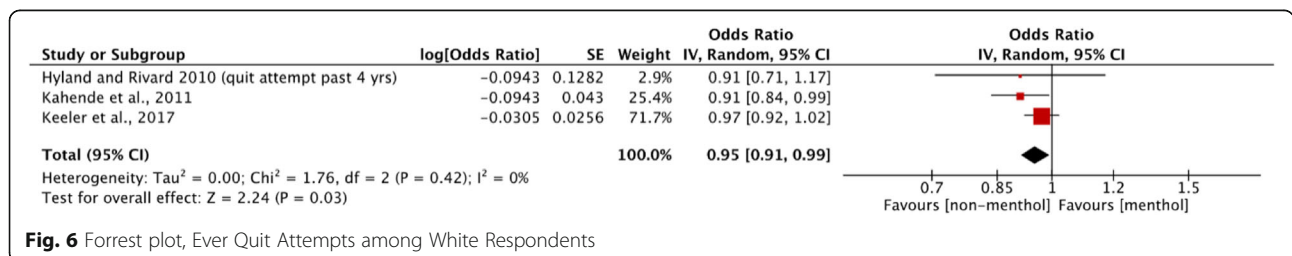 Odds Ratio Odds Ratio
Study or Subgroup log[Odds Ratio] SE Weight IV, Random, 95% CI IV, Random, 95% CI
Hyland and Rivard 2010 (quit attempt past 4 yrs) −0.0943 0.1282 2.9% 0.91 [0.71, 1.17]
Kahende et al., 2011 −0.0943 0.043 25.4% 0.91 [0.84, 0.99]
Keeler et al., 2017 −0.0305 0.0256 71.7% 0.97 [0.92, 1.02]
Total (95% CI) 100.0% 0.95 [0.91, 0.99]
Heterogeneity: Tau² = 0.00; Chi² = 1.76, df = 2 (P = 0.42); I² = 0%
Test for overall effect: Z = 2.24 (P = 0.03)
0.7 0.85 1 1.2 1.5
Favours [non-menthol] Favours [menthol]
Fig. 6 Forrest plot, Ever Quit Attempts among White Respondents